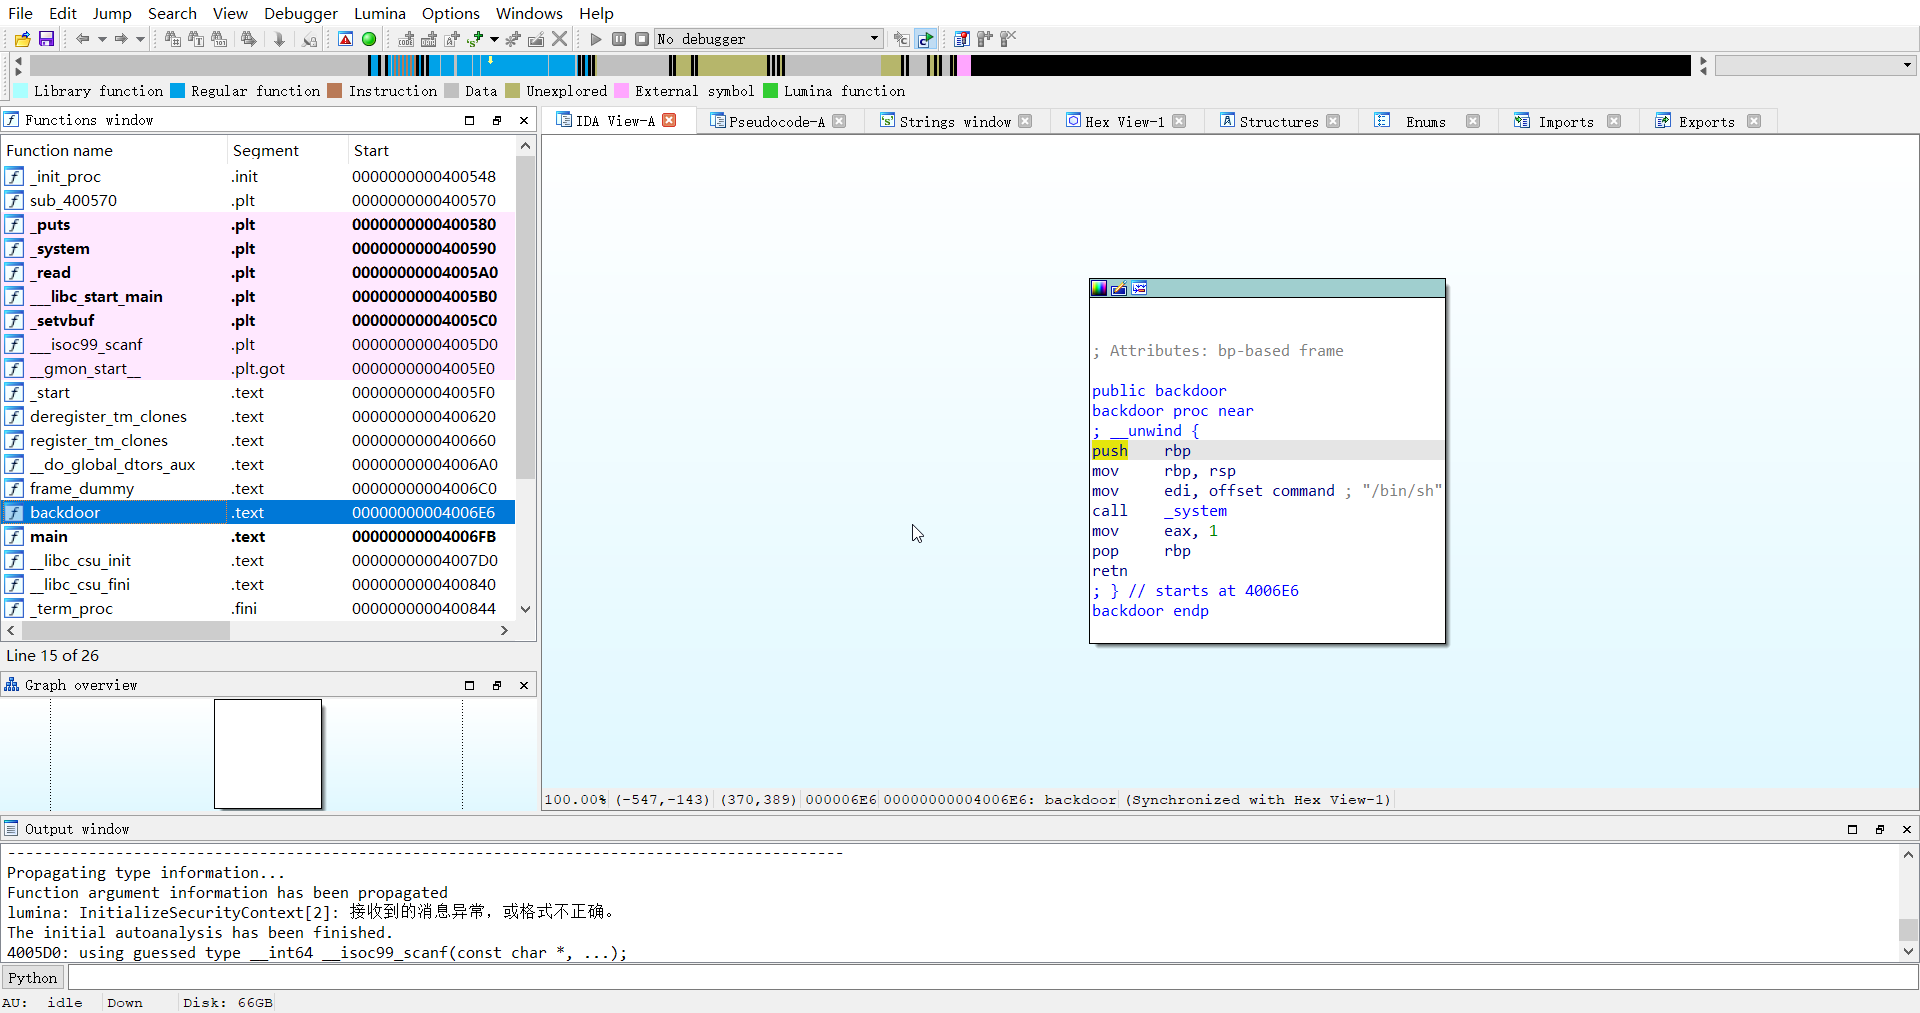 File Edit Jump Search View Debugger Lumina Options Windows Help
No debugger
Library function Regular function Instruction Data Unexplored External symbol Lumina function
Functions window
IDA View-A Pseudocode-A Strings window Hex View-1 Structures Enums Imports Exports
Function name Segment Start
_init_proc .init 0000000000400548
sub_400570 .plt 0000000000400570
_puts .plt 0000000000400580
_system .plt 0000000000400590
_read .plt 00000000004005A0
___libc_start_main .plt 00000000004005B0
_setvbuf .plt 00000000004005C0
___isoc99_scanf .plt 00000000004005D0
__gmon_start__ .plt.got 00000000004005E0
_start .text 00000000004005F0
deregister_tm_clones .text 0000000000400620
register_tm_clones .text 0000000000400660
__do_global_dtors_aux .text 00000000004006A0
frame_dummy .text 00000000004006C0
backdoor .text 00000000004006E6
main .text 00000000004006FB
__libc_csu_init .text 00000000004007D0
__libc_csu_fini .text 0000000000400840
_term_proc .fini 0000000000400844
Line 15 of 26
Graph overview
; Attributes: bp-based frame
public backdoor
backdoor proc near
; __unwind {
push rbp
mov rbp, rsp
mov edi, offset command ; "/bin/sh"
call _system
mov eax, 1
pop rbp
retn
; } // starts at 4006E6
backdoor endp
100.00% (-547,-143) (370,389) 000006E6 00000000004006E6: backdoor (Synchronized with Hex View-1)
Output window
---------------------------------------------------------------------------------------------
Propagating type information...
Function argument information has been propagated
lumina: InitializeSecurityContext[2]: 接收到的消息异常，或格式不正确。
The initial autoanalysis has been finished.
4005D0: using guessed type __int64 __isoc99_scanf(const char *, ...);
Python
AU: idle Down Disk: 66GB